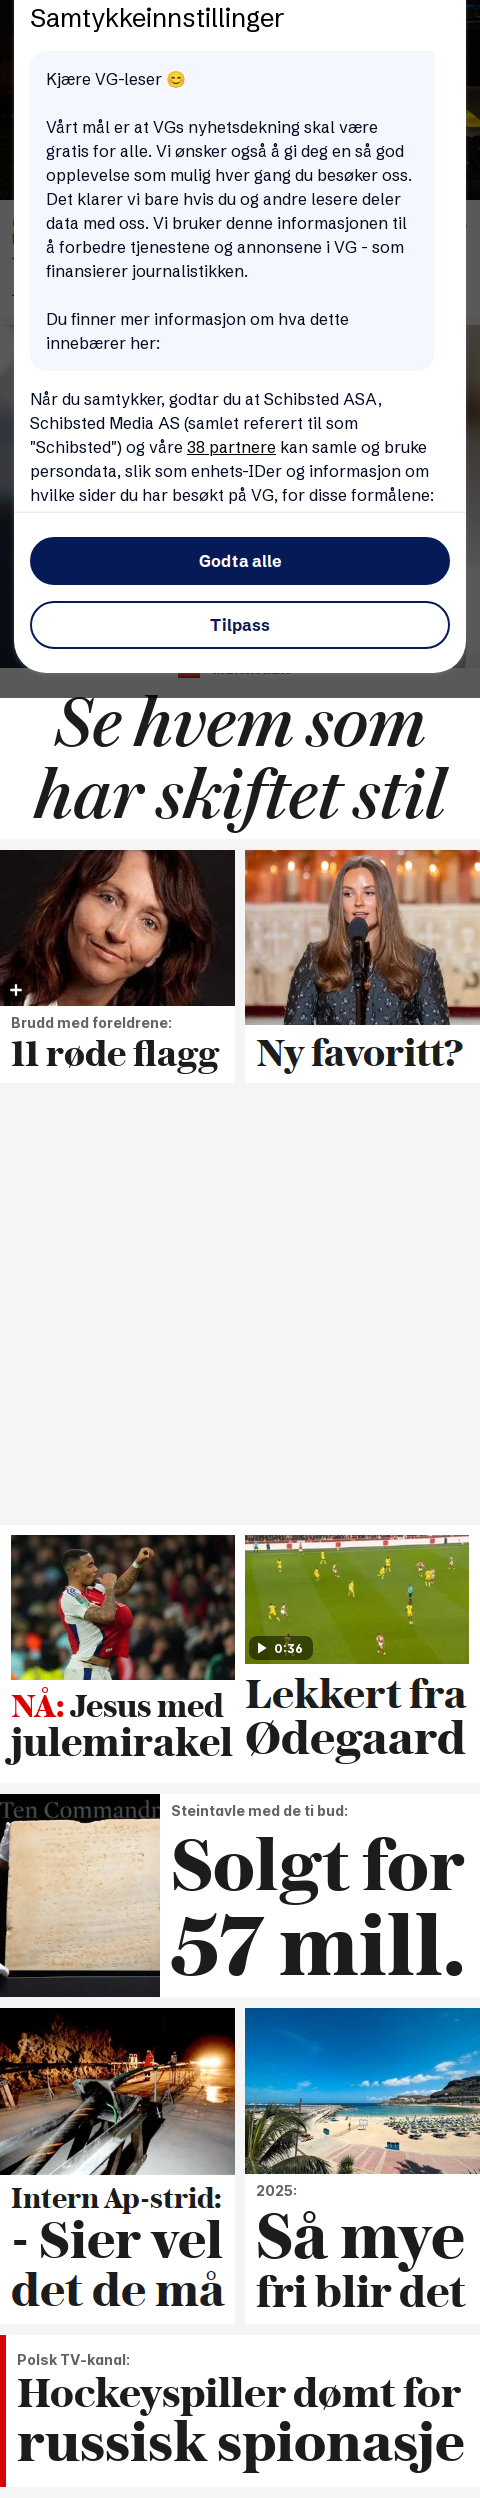 Samtykkeinnstillinger
Kjære VG-leser 😊
Vårt mål er at VGs nyhetsdekning skal være
gratis for alle. Vi ønsker også å gi deg en så god
opplevelse som mulig hver gang du besøker oss.
Det klarer vi bare hvis du og andre lesere deler
data med oss. Vi bruker denne informasjonen til
å forbedre tjenestene og annonsene i VG - som
finansierer journalistikken.
Du finner mer informasjon om hva dette
innebærer her:
Når du samtykker, godtar du at Schibsted ASA,
Schibsted Media AS (samlet referert til som
"Schibsted") og våre 38 partnere kan samle og bruke
persondata, slik som enhets-IDer og informasjon om
hvilke sider du har besøkt på VG, for disse formålene:
Godta alle
Tilpass
Se hvem som
har skiftet stil
Brudd med foreldrene:
11 røde flagg
Ny favoritt?
0:36
NÅ: Jesus med
julemirakel
Lekkert fra
Ødegaard
Ten Commandm
Steintavle med de ti bud:
Solgt for
57 mill.
Intern Ap-strid:
- Sier vel
det de må
2025:
Så mye
fri blir det
Polsk TV-kanal:
Hockeyspiller dømt for
russisk spionasje